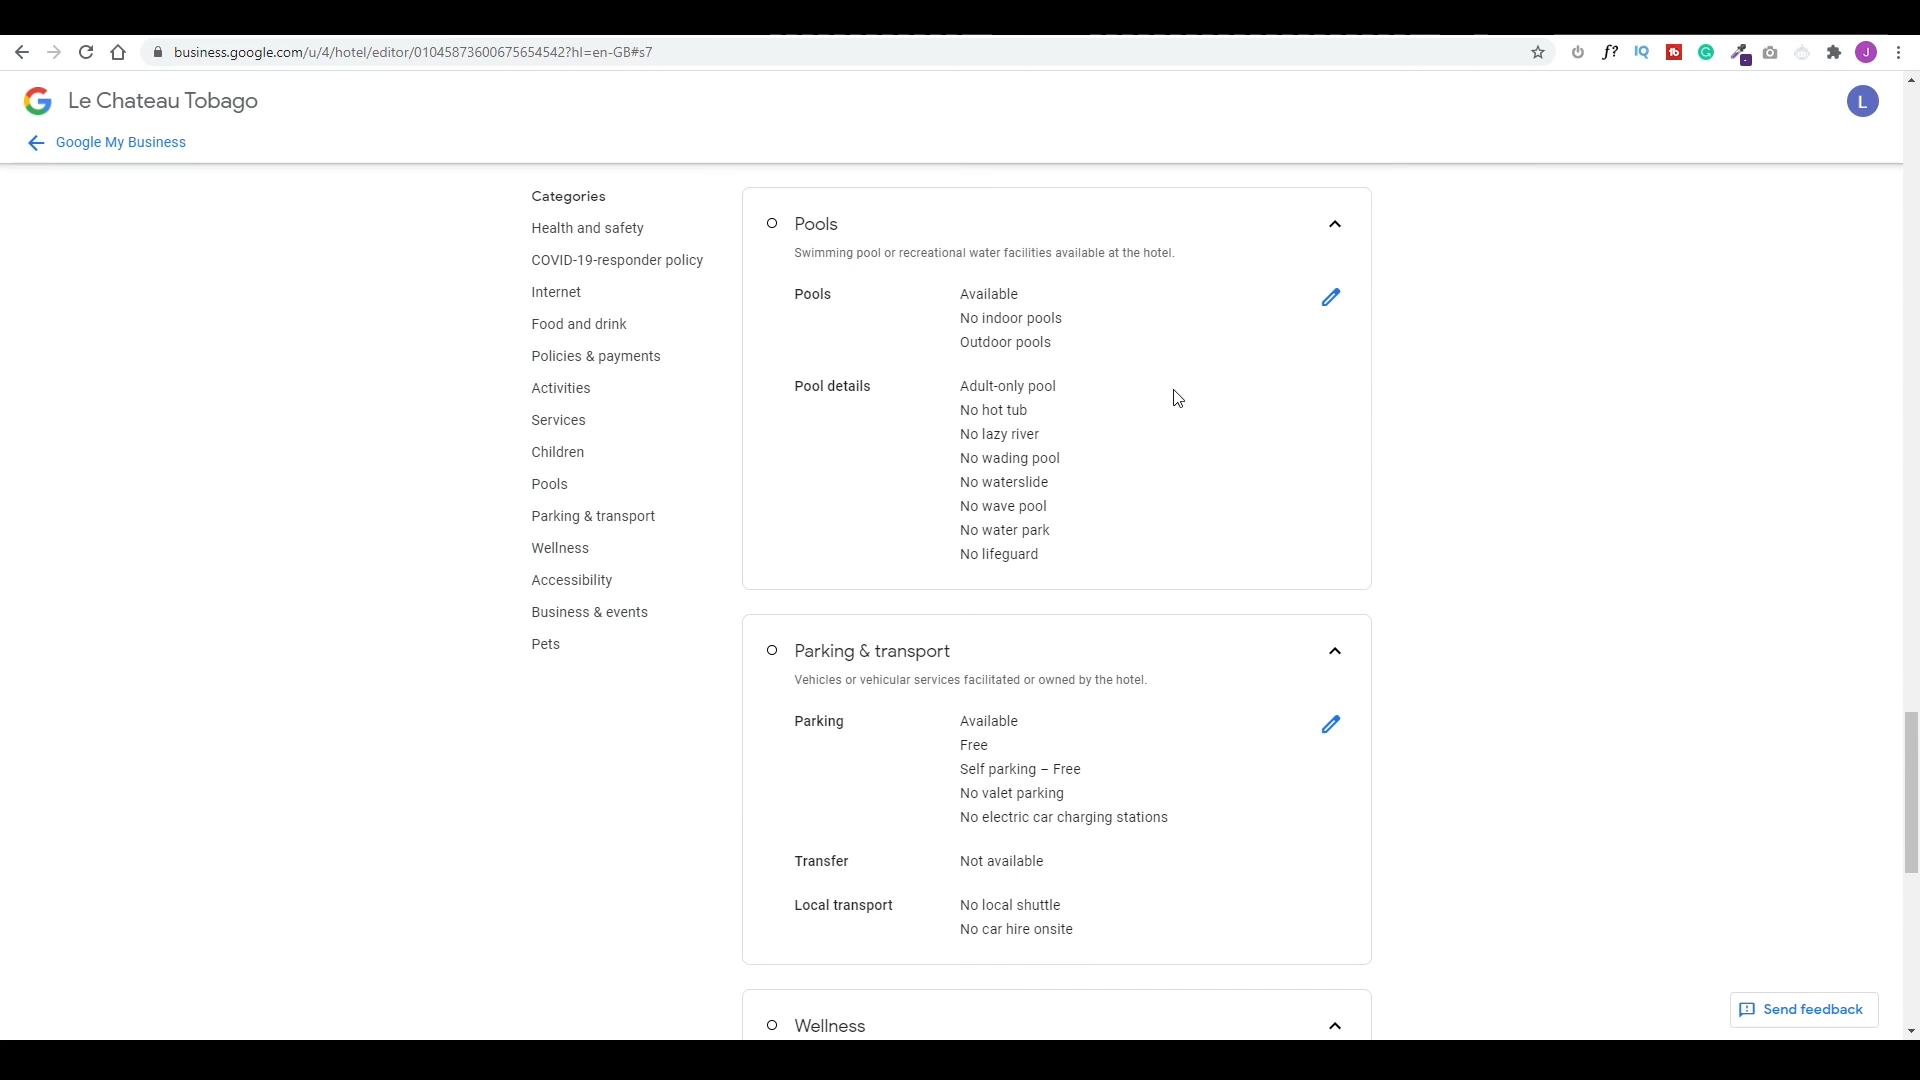 business.google.com/u/4/hotel/editor/01045873600675654542?hl=en-GB#s7
f?
IQ
J
Le Chateau Tobago
L
Google My Business
Categories
Health and safety
COVID-19-responder policy
Internet
Food and drink
Policies & payments
Activities
Services
Children
Pools
Parking & transport
Wellness
Accessibility
Business & events
Pets
Pools
Swimming pool or recreational water facilities available at the hotel.
Pools
Available
No indoor pools
Outdoor pools
Pool details
Adult-only pool
No hot tub
No lazy river
No wading pool
No waterslide
No wave pool
No water park
No lifeguard
Parking & transport
Vehicles or vehicular services facilitated or owned by the hotel.
Parking
Available
Free
Self parking – Free
No valet parking
No electric car charging stations
Transfer
Not available
Local transport
No local shuttle
No car hire onsite
Wellness
Send feedback